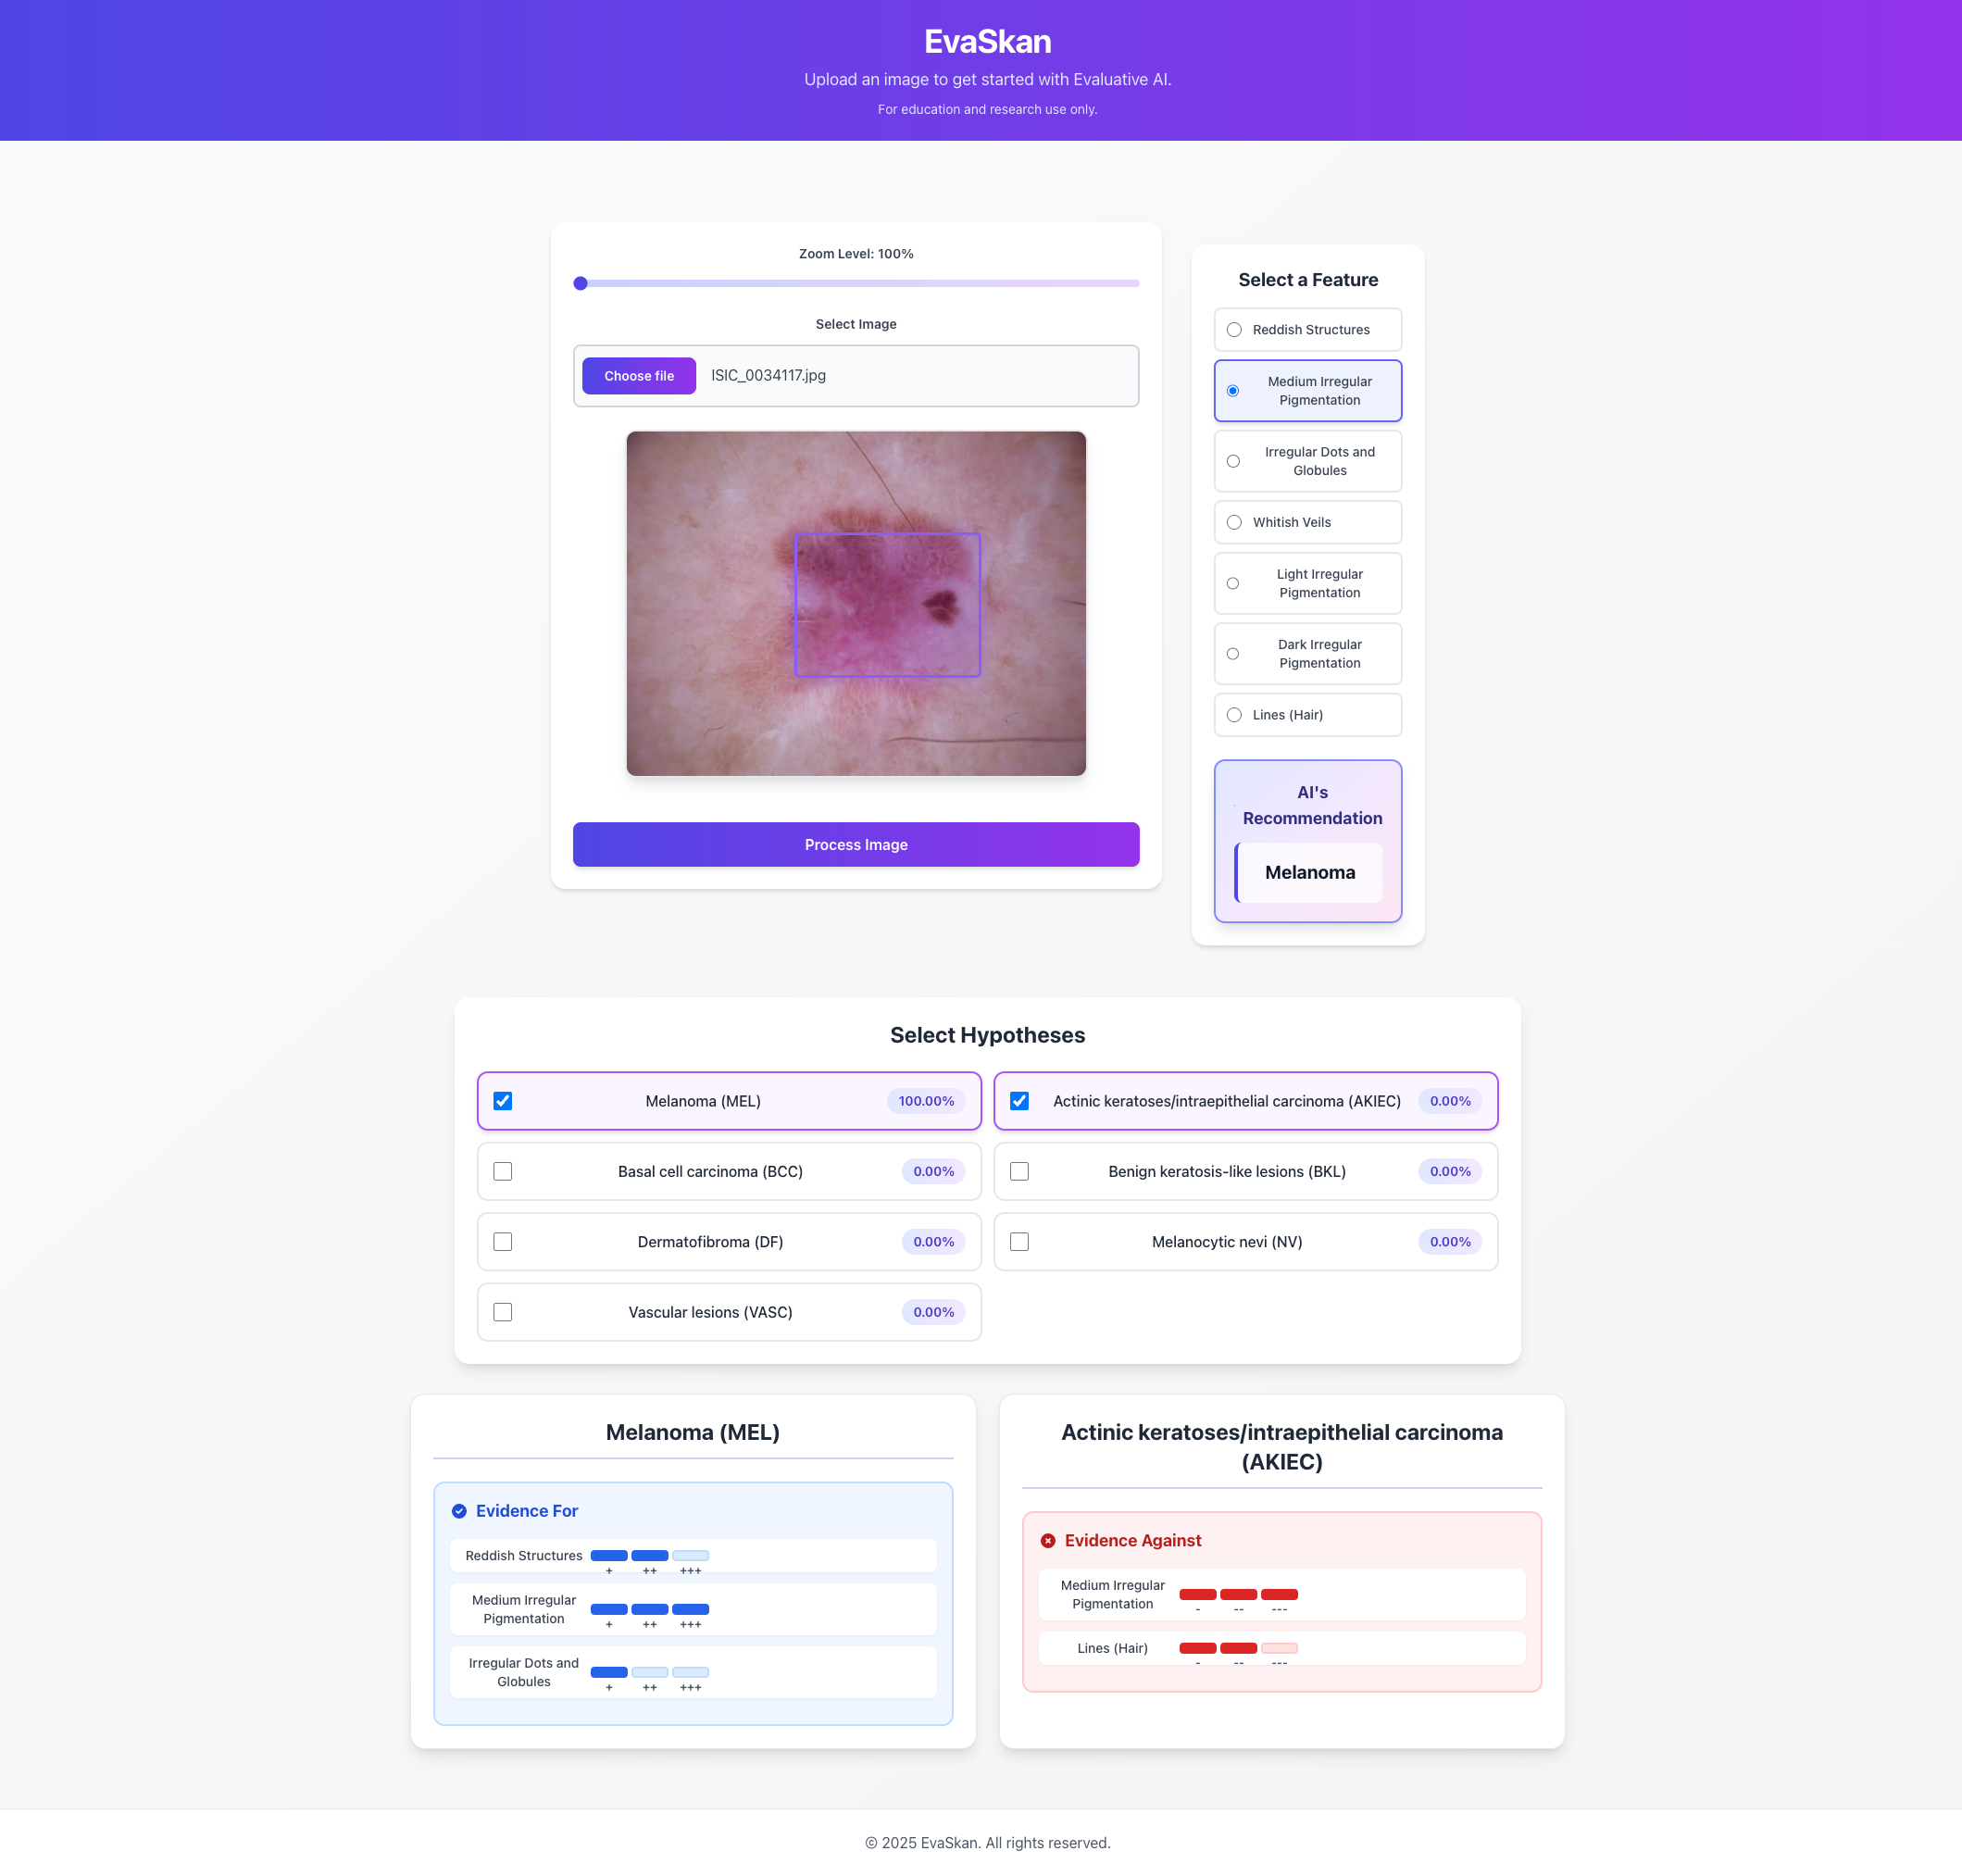 EvaSkan
Upload an image to get started with Evaluative AI.
For education and research use only.
Zoom Level: 100%
Select Image
Choose file ISIC_0034117.jpg
Process Image
Select a Feature
Reddish Structures
Medium Irregular
Pigmentation
Irregular Dots and
Globules
Whitish Veils
Light Irregular
Pigmentation
Dark Irregular
Pigmentation
Lines (Hair)
AI's
Recommendation
Melanoma
Select Hypotheses
Melanoma (MEL) 100.00%
Actinic keratoses/intraepithelial carcinoma (AKIEC) 0.00%
Basal cell carcinoma (BCC) 0.00%
Benign keratosis-like lesions (BKL) 0.00%
Dermatofibroma (DF) 0.00%
Melanocytic nevi (NV) 0.00%
Vascular lesions (VASC) 0.00%
Melanoma (MEL)
Evidence For
Reddish Structures
+ ++ +++
Medium Irregular
Pigmentation
+ ++ +++
Irregular Dots and
Globules
+ ++ +++
Actinic keratoses/intraepithelial carcinoma
(AKIEC)
Evidence Against
Medium Irregular
Pigmentation
- -- ---
Lines (Hair)
- -- ---
© 2025 EvaSkan. All rights reserved.